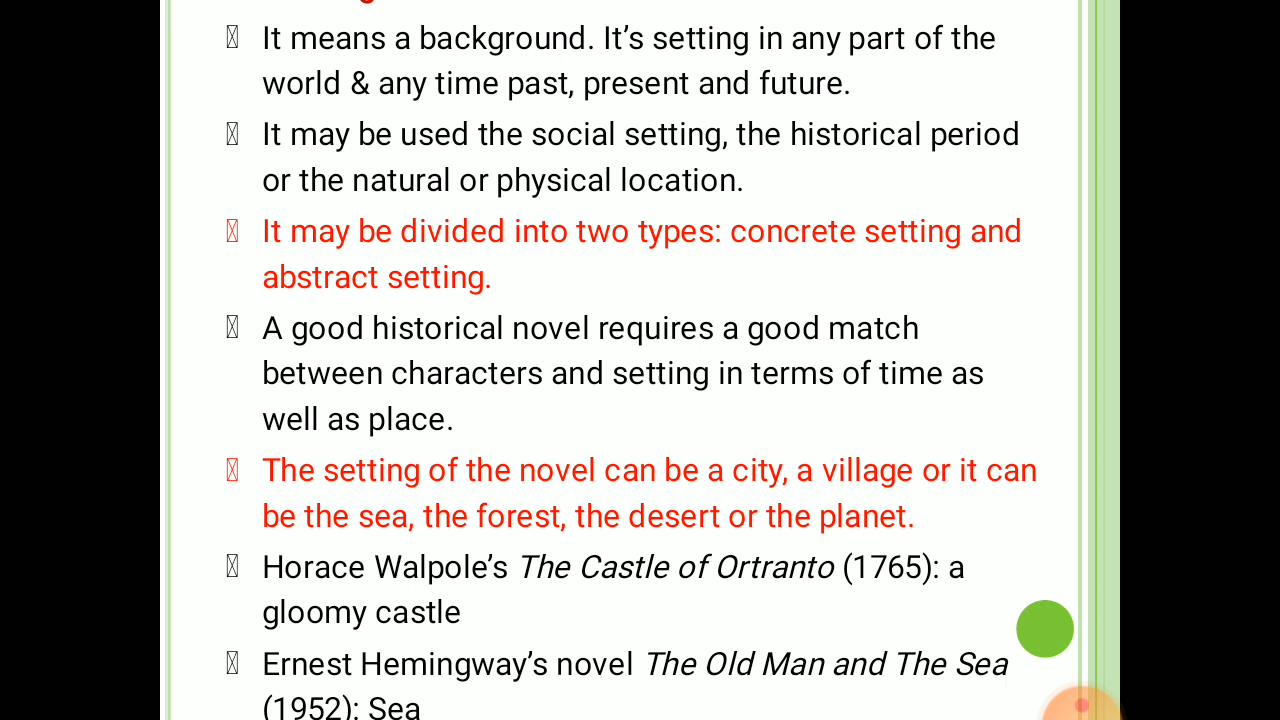 It means a background. It’s setting in any part of the
world & any time past, present and future.
It may be used the social setting, the historical period
or the natural or physical location.
It may be divided into two types: concrete setting and
abstract setting.
A good historical novel requires a good match
between characters and setting in terms of time as
well as place.
The setting of the novel can be a city, a village or it can
be the sea, the forest, the desert or the planet.
Horace Walpole’s The Castle of Ortranto (1765): a
gloomy castle
Ernest Hemingway’s novel The Old Man and The Sea
(1952): Sea